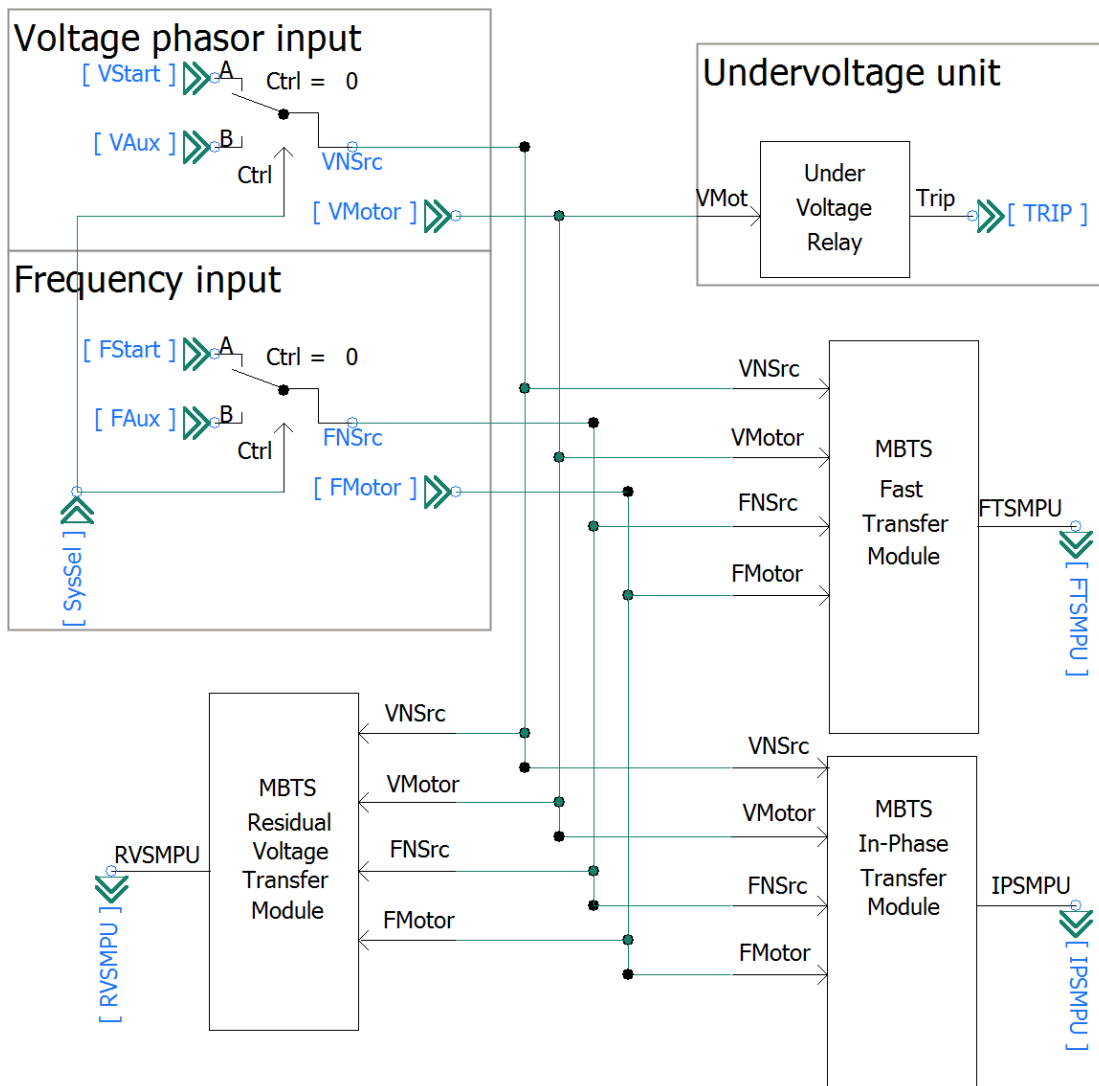 Voltage phasor input
[ VStart ]
A
Ctrl = 0
[ VAux ]
B
VNSrc
Ctrl
[ VMotor ]
Undervoltage unit
VMot
Under
Voltage
Relay
Trip
[ TRIP ]
Frequency input
[ FStart ]
A
Ctrl = 0
[ FAux ]
B
FNSrc
Ctrl
[ FMotor ]
[ SysSel ]
VNSrc
VMotor
FNSrc
FMotor
MBTS
Fast
Transfer
Module
FTSMPU
[ FTSMPU ]
VNSrc
VMotor
FNSrc
FMotor
MBTS
Residual
Voltage
Transfer
Module
RVSMPU
[ RVSMPU ]
VNSrc
VMotor
FNSrc
FMotor
MBTS
In-Phase
Transfer
Module
IPSMPU
[ IPSMPU ]